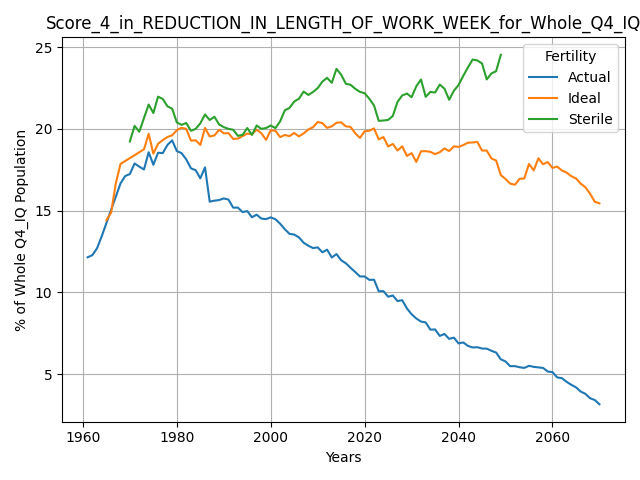 Score_4_in_REDUCTION_IN_LENGTH_OF_WORK_WEEK_for_Whole_Q4_IQ
25
20
15
10
5
% of Whole Q4_IQ Population
Fertility
Actual
Ideal
Sterile
1960
1980
2000
2020
2040
2060
Years